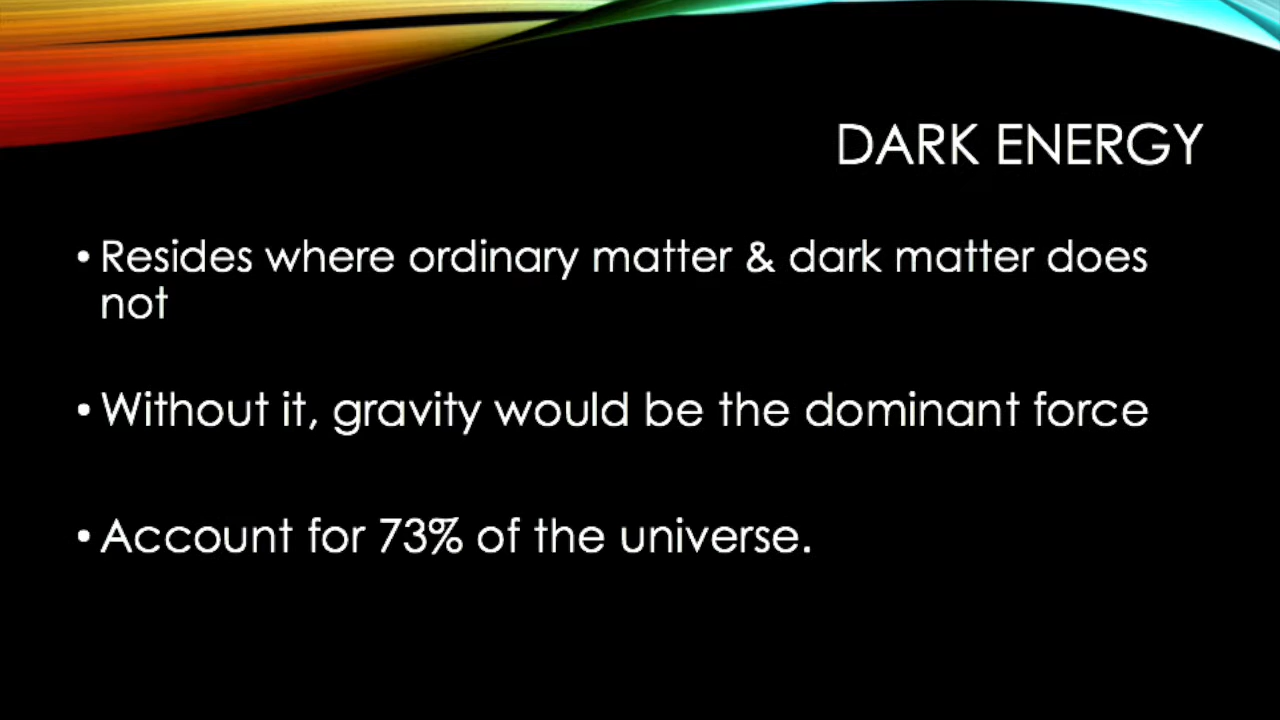 DARK ENERGY
• Resides where ordinary matter & dark matter does
not
• Without it, gravity would be the dominant force
• Account for 73% of the universe.